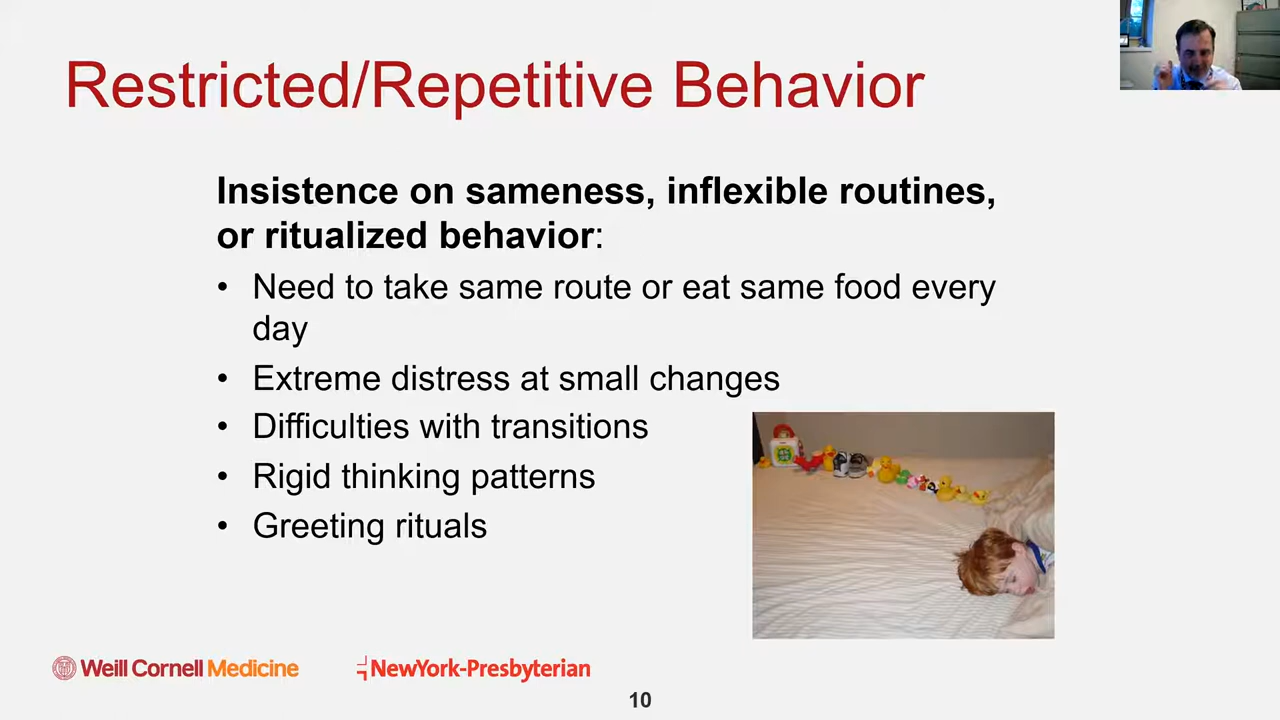 Restricted/Repetitive Behavior
Insistence on sameness, inflexible routines,
or ritualized behavior:
• Need to take same route or eat same food every
day
• Extreme distress at small changes
• Difficulties with transitions
• Rigid thinking patterns
• Greeting rituals
Weill Cornell Medicine
NewYork-Presbyterian
10